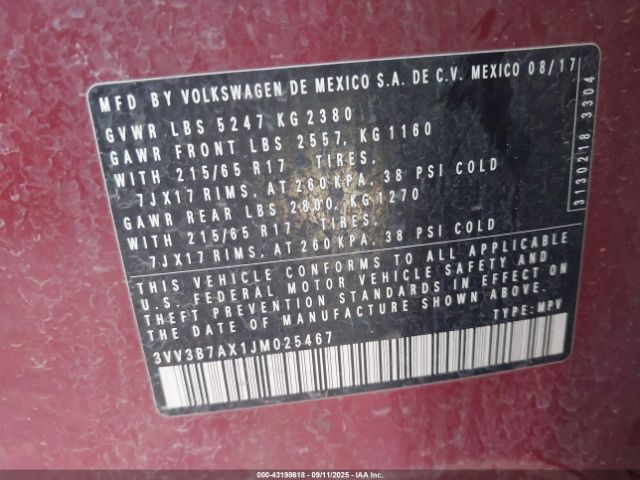 MFD BY VOLKSWAGEN DE MEXICO S.A. DE C.V. MEXICO 08/17
GVWR LBS 5247 KG 2380
GAWR FRONT LBS 2557, KG 1160
WITH 215/65 R17 TIRES,
7JX17 RIMS, AT 260 KPA, 38 PSI COLD
GAWR REAR LBS 2800, KG 1270
WITH 215/65 R17 TIRES,
7JX17 RIMS, AT 260 KPA, 38 PSI COLD
THIS VEHICLE CONFORMS TO ALL APPLICABLE
U.S. FEDERAL MOTOR VEHICLE SAFETY AND
THEFT PREVENTION STANDARDS IN EFFECT ON
THE DATE OF MANUFACTURE SHOWN ABOVE.
3VV3B7AX1JM025467 TYPE: MPV
3130218 3304
000-43198618 - 09/11/2025 - IAAI.COM